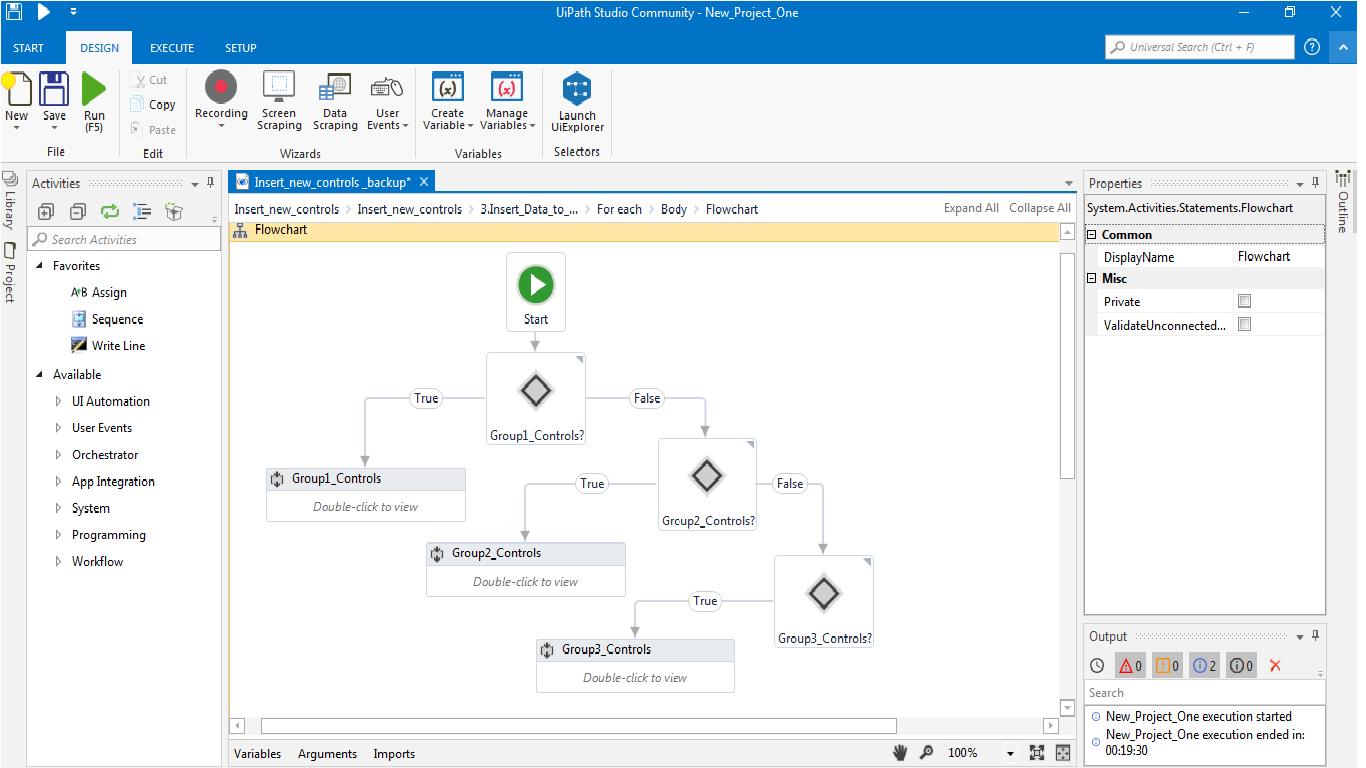 UiPath Studio Community - New_Project_One
START DESIGN EXECUTE SETUP
Universal Search (Ctrl + F)
New
Save
Run
(F5)
File
Cut
Copy
Paste
Edit
Recording
Screen
Scraping
Data
Scraping
User
Events
Wizards
Create
Variable
Manage
Variables
Variables
Launch
UiExplorer
Selectors
Library
Project
Activities
Search Activities
Favorites
A+B Assign
Sequence
Write Line
Available
UI Automation
User Events
Orchestrator
App Integration
System
Programming
Workflow
Insert_new_controls _backup*
Insert_new_controls
Insert_new_controls
3.Insert_Data_to_...
For each
Body
Flowchart
Expand All Collapse All
Flowchart
Start
True
False
Group1_Controls?
Group1_Controls
Double-click to view
True
False
Group2_Controls?
Group2_Controls
Double-click to view
True
Group3_Controls?
Group3_Controls
Double-click to view
Variables Arguments Imports
100%
Properties
System.Activities.Statements.Flowchart
Common
DisplayName Flowchart
Misc
Private
ValidateUnconnected...
Outline
Output
0 0 2 0
Search
New_Project_One execution started
New_Project_One execution ended in:
00:19:30